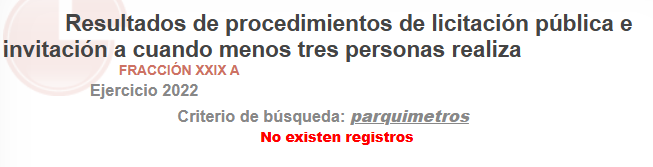 Resultados de procedimientos de licitación pública e
invitación a cuando menos tres personas realiza
FRACCIÓN XXIX A
Ejercicio 2022
Criterio de búsqueda: parquimetros
No existen registros